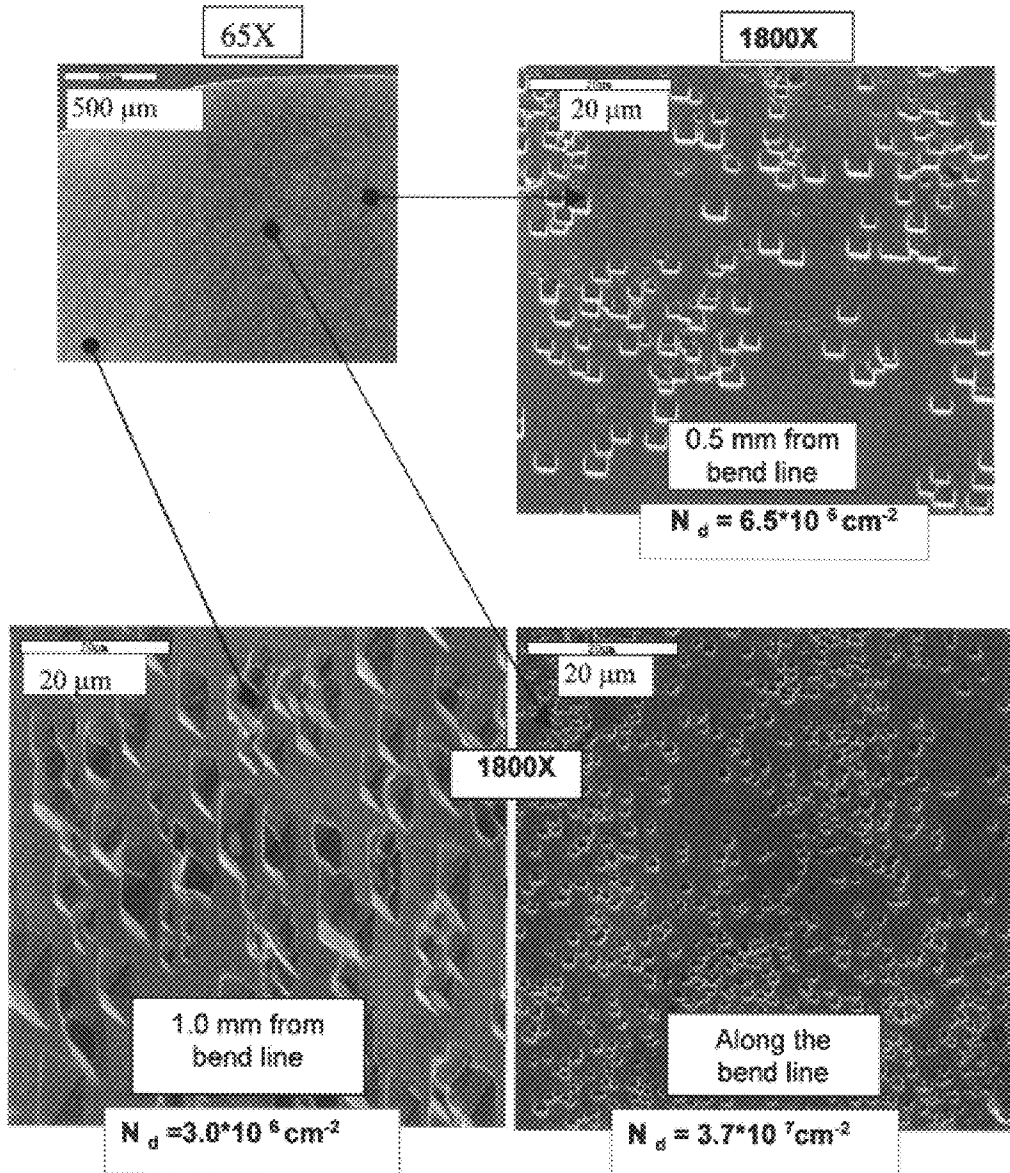 65X
1800X
500 µm
20 µm
0.5 mm from
bend line
N d = 6.5*10 6 cm-2
20 µm
20 µm
1800X
1.0 mm from
bend line
Along the
bend line
N d =3.0*10 6 cm-2
N d = 3.7*10 7 cm-2